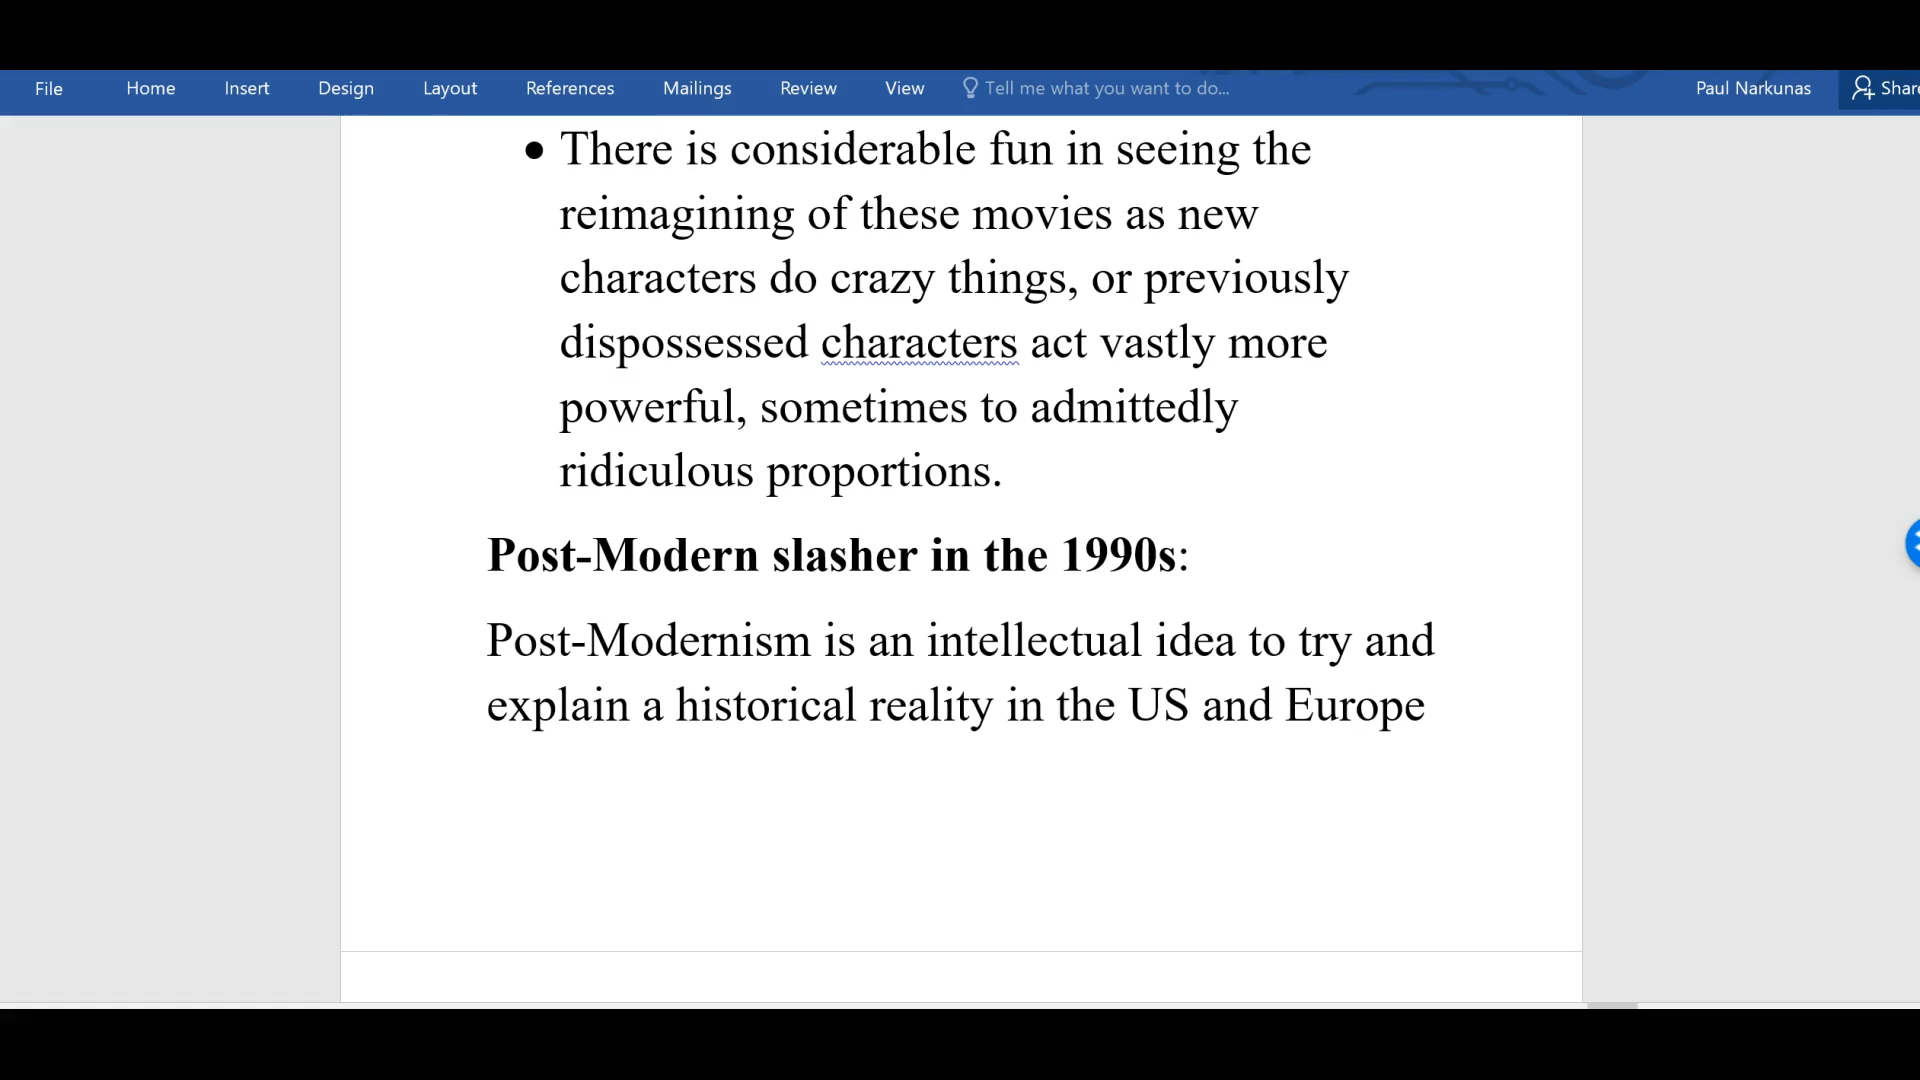 File Home Insert Design Layout References Mailings Review View Tell me what you want to do... Paul Narkunas Share
• There is considerable fun in seeing the
reimagining of these movies as new
characters do crazy things, or previously
dispossessed characters act vastly more
powerful, sometimes to admittedly
ridiculous proportions.
Post-Modern slasher in the 1990s:
Post-Modernism is an intellectual idea to try and
explain a historical reality in the US and Europe